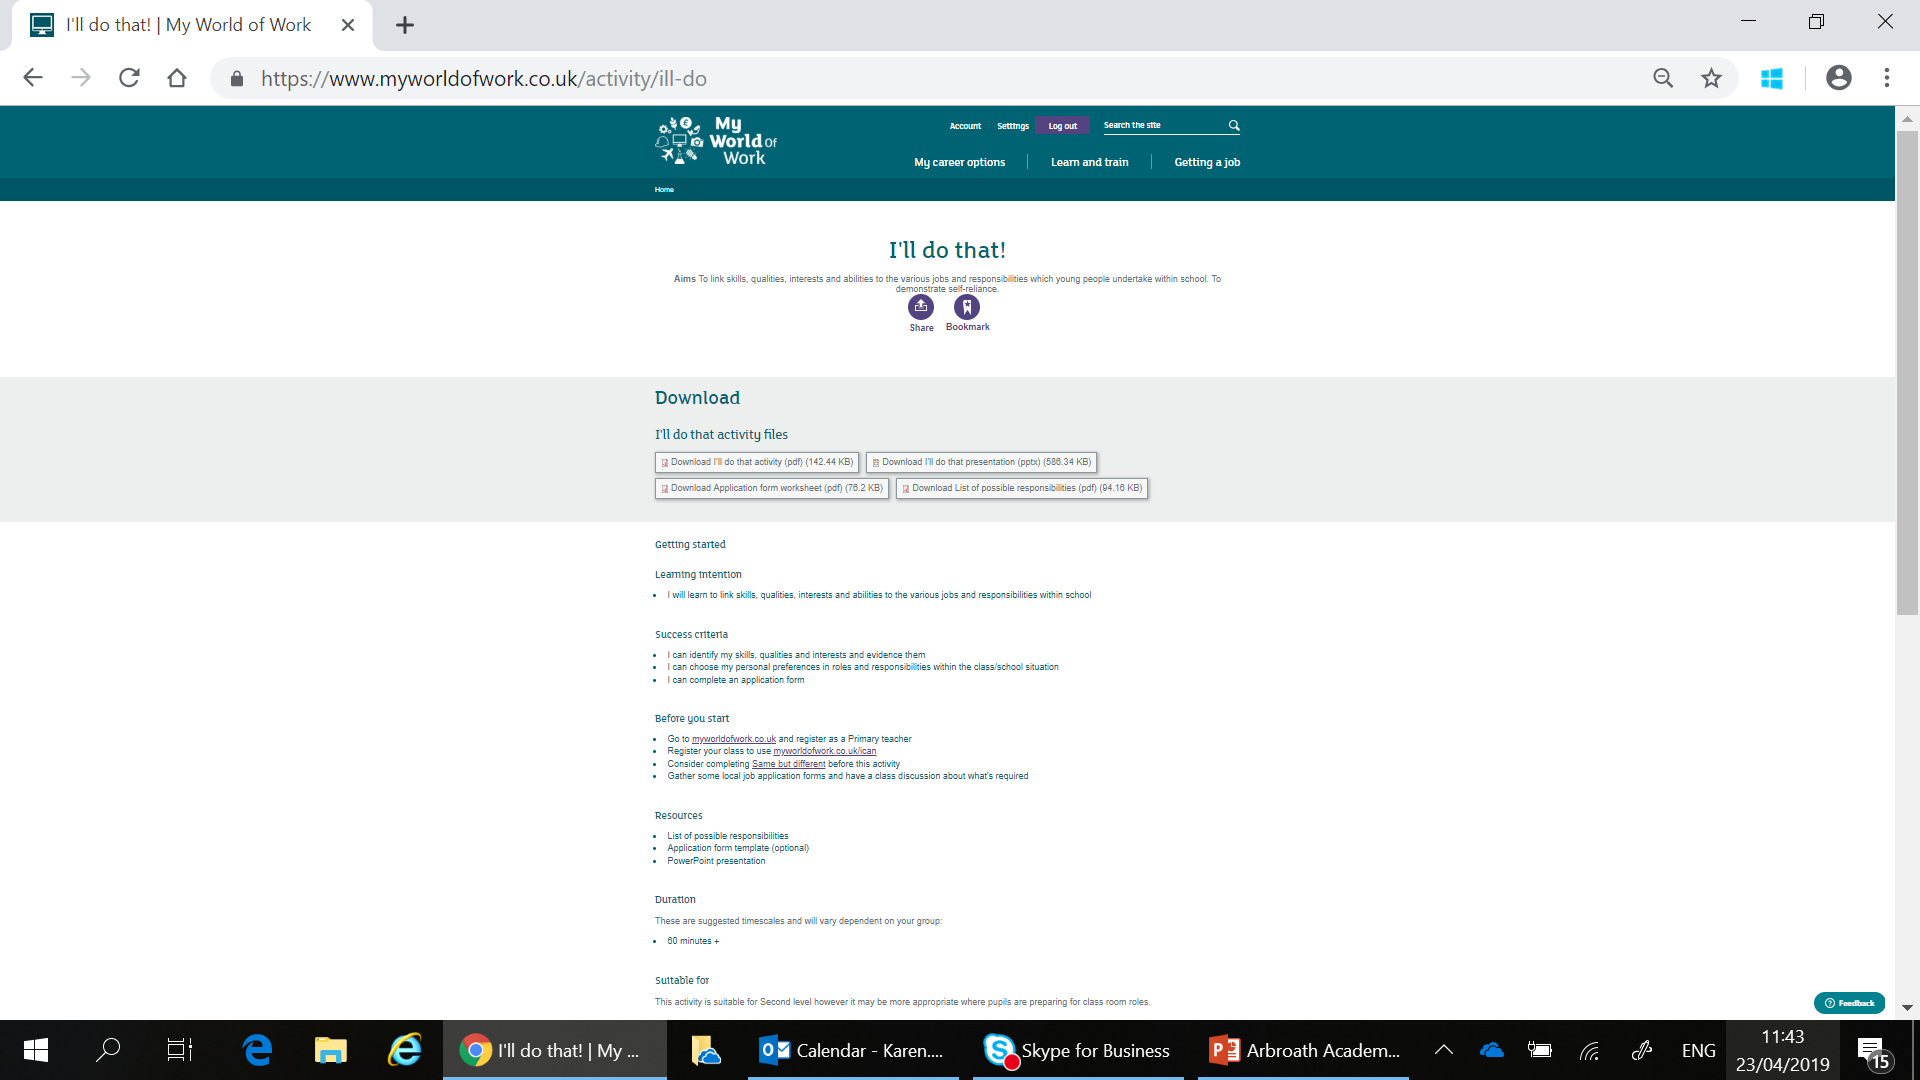 I'll do that! | My World of Work
https://www.myworldofwork.co.uk/activity/ill-do
My World of Work
Account Settings Log out Search the site
My career options Learn and train Getting a job
Home
I'll do that!
Aims To link skills, qualities, interests and abilities to the various jobs and responsibilities which young people undertake within school. To
demonstrate self-reliance.
Share Bookmark
Download
I'll do that activity files
Download I'll do that activity (pdf) (142.44 KB) Download I'll do that presentation (pptx) (586.34 KB)
Download Application form worksheet (pdf) (76.2 KB) Download List of possible responsibilities (pdf) (94.16 KB)
Getting started
Learning intention
I will learn to link skills, qualities, interests and abilities to the various jobs and responsibilities within school
Success criteria
I can identify my skills, qualities and interests and evidence them
I can choose my personal preferences in roles and responsibilities within the class/school situation
I can complete an application form
Before you start
Go to myworldofwork.co.uk and register as a Primary teacher
Register your class to use myworldofwork.co.uk/ican
Consider completing Same but different before this activity
Gather some local job application forms and have a class discussion about what's required
Resources
List of possible responsibilities
Application form template (optional)
PowerPoint presentation
Duration
These are suggested timescales and will vary dependent on your group:
60 minutes +
Suitable for
This activity is suitable for Second level however it may be more appropriate where pupils are preparing for class room roles.
Feedback
I'll do that! | My ... Calendar - Karen.... Skype for Business Arbroath Academ... ENG 11:43
23/04/2019 15